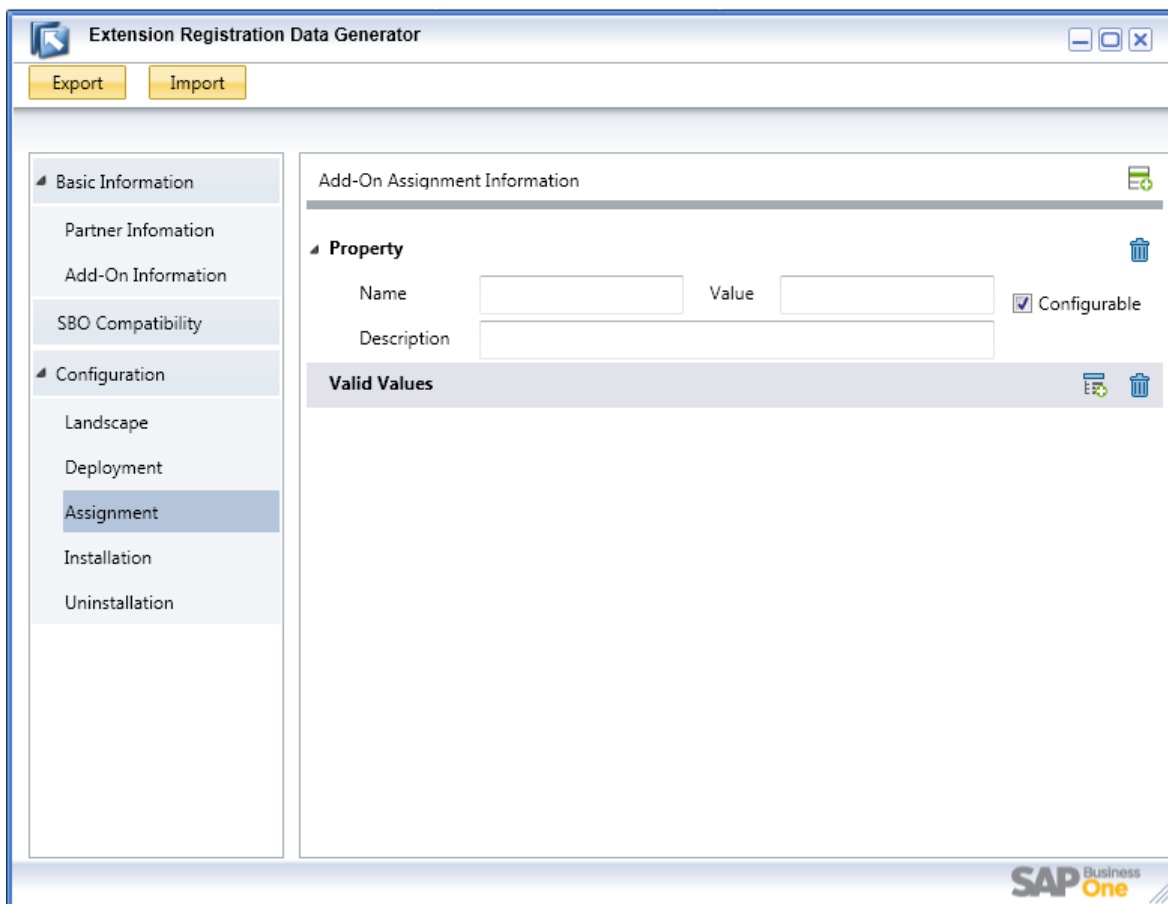 Extension Registration Data Generator
Export Import
Basic Information
Partner Infomation
Add-On Information
SBO Compatibility
Configuration
Landscape
Deployment
Assignment
Installation
Uninstallation
Add-On Assignment Information
Property
Name Value Configurable
Description
Valid Values
SAP Business One